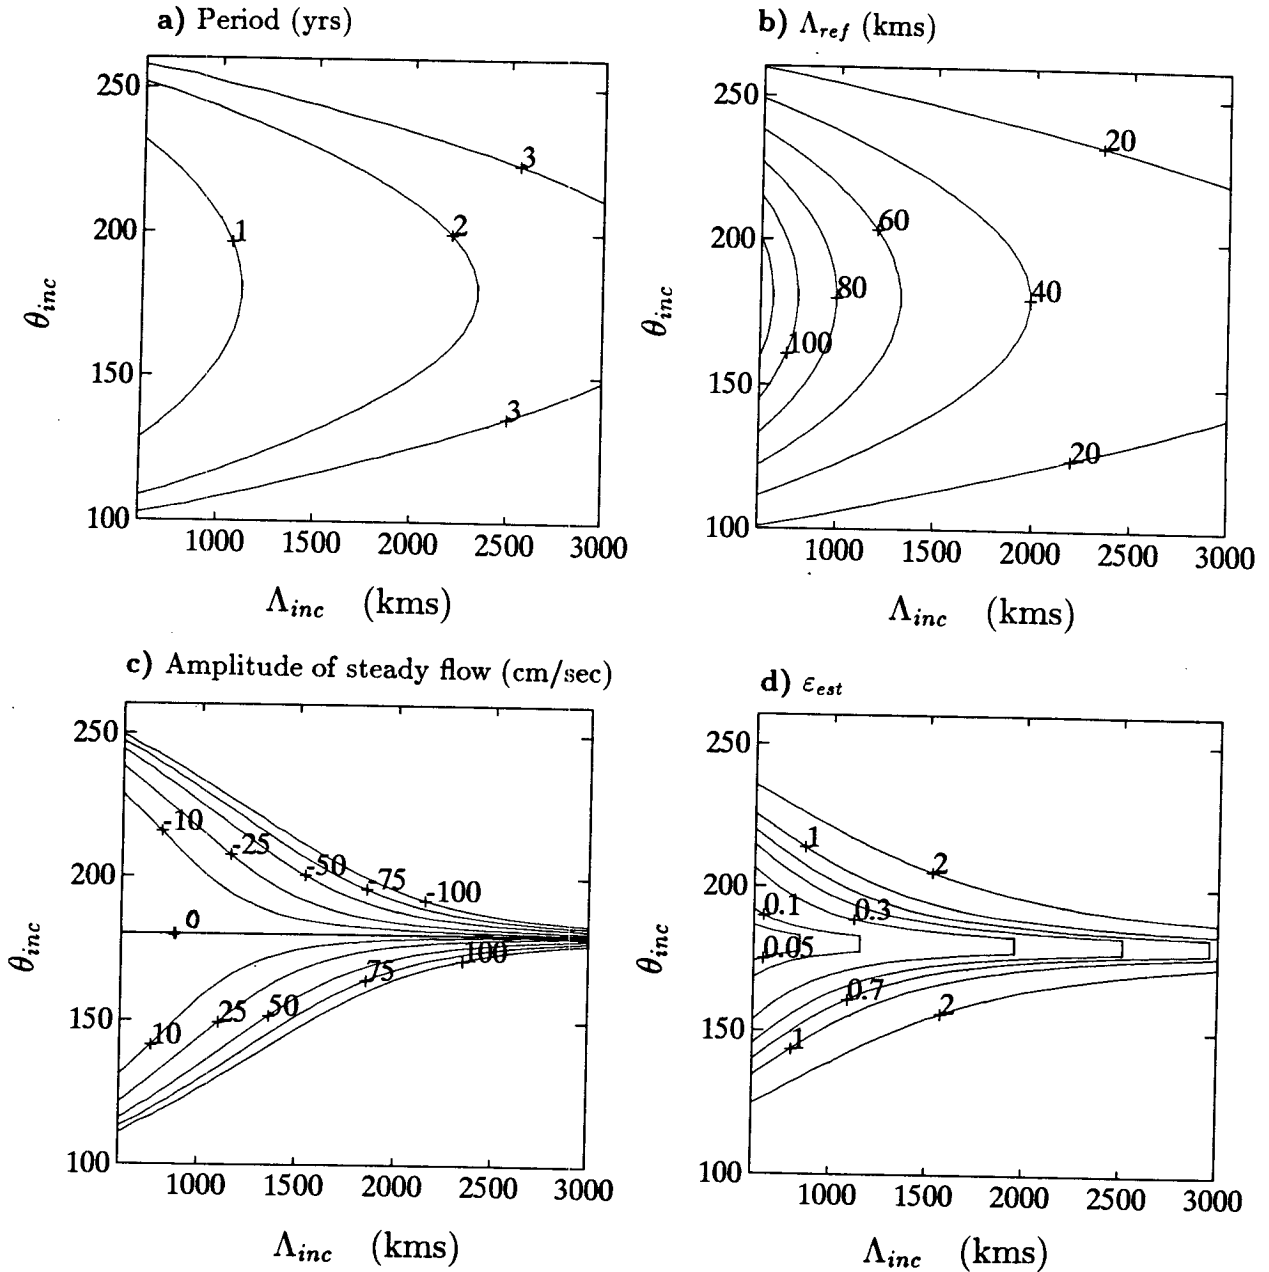 a) Period (yrs)
250
200
150
100
θinc
3
2
1
3
1000 1500 2000 2500 3000
Λinc (kms)
b) Λref (kms)
250
200
150
100
θinc
20
60
80
40
100
20
1000 1500 2000 2500 3000
Λinc (kms)
c) Amplitude of steady flow (cm/sec)
250
200
150
100
θinc
-10
-25
-50
-75
-100
0
100
75
50
25
10
1000 1500 2000 2500 3000
Λinc (kms)
d) εest
250
200
150
100
θinc
1
2
0.1
0.3
0.05
0.7
2
1
1000 1500 2000 2500 3000
Λinc (kms)